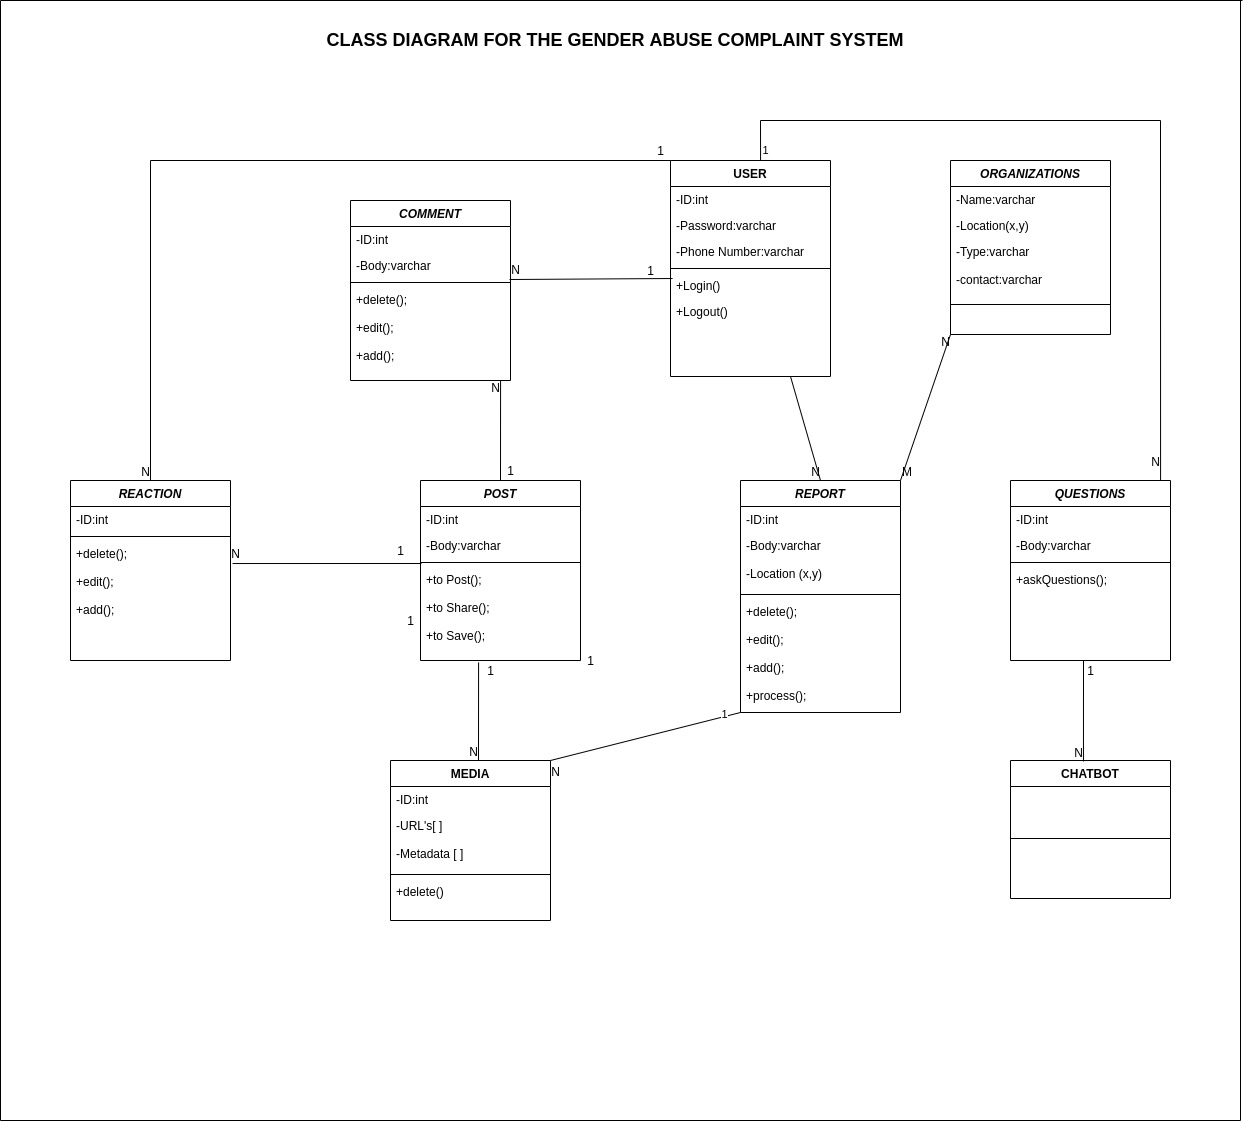 CLASS DIAGRAM FOR THE GENDER ABUSE COMPLAINT SYSTEM
1
1
USER
-ID:int
-Password:varchar
-Phone Number:varchar
+Login()
+Logout()
ORGANIZATIONS
-Name:varchar
-Location(x,y)
-Type:varchar
-contact:varchar
COMMENT
-ID:int
-Body:varchar
+delete();
+edit();
+add();
N
1
N
N
1
N
N
M
N
REACTION
-ID:int
+delete();
+edit();
+add();
N
1
1
POST
-ID:int
-Body:varchar
+to Post();
+to Share();
+to Save();
1
1
REPORT
-ID:int
-Body:varchar
-Location (x,y)
+delete();
+edit();
+add();
+process();
1
QUESTIONS
-ID:int
-Body:varchar
+askQuestions();
1
N
N
N
MEDIA
-ID:int
-URL's[ ]
-Metadata [ ]
+delete()
CHATBOT